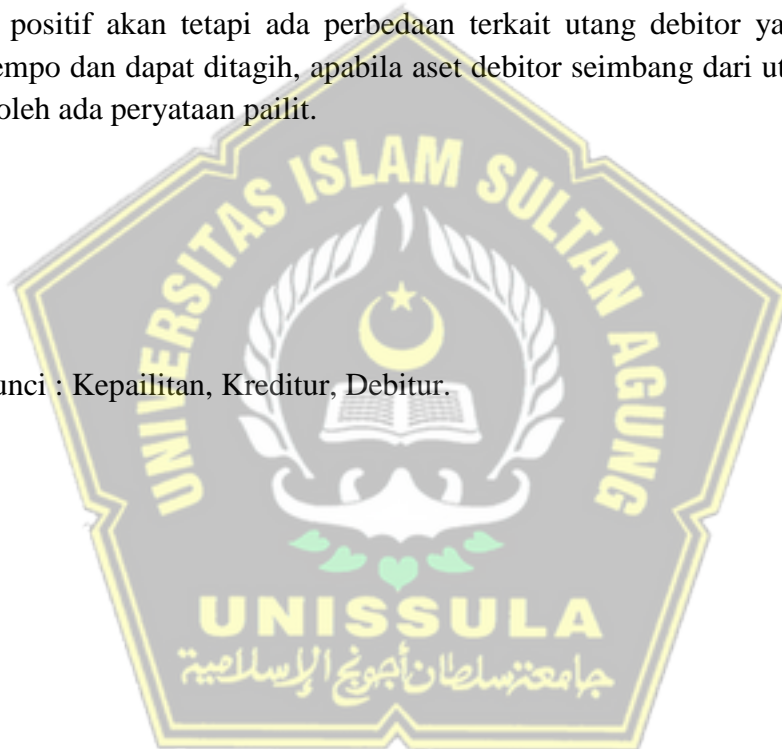 positif akan tetapi ada perbedaan terkait utang debitor ya
empo dan dapat ditagih, apabila aset debitor seimbang dari ut
oleh ada peryataan pailit.
UNIVERSITAS ISLAM SULTAN AGUNG
unci : Kepailitan, Kreditur, Debitur.
UNISSULA
جامعة سلطان أجونج الإسلامية